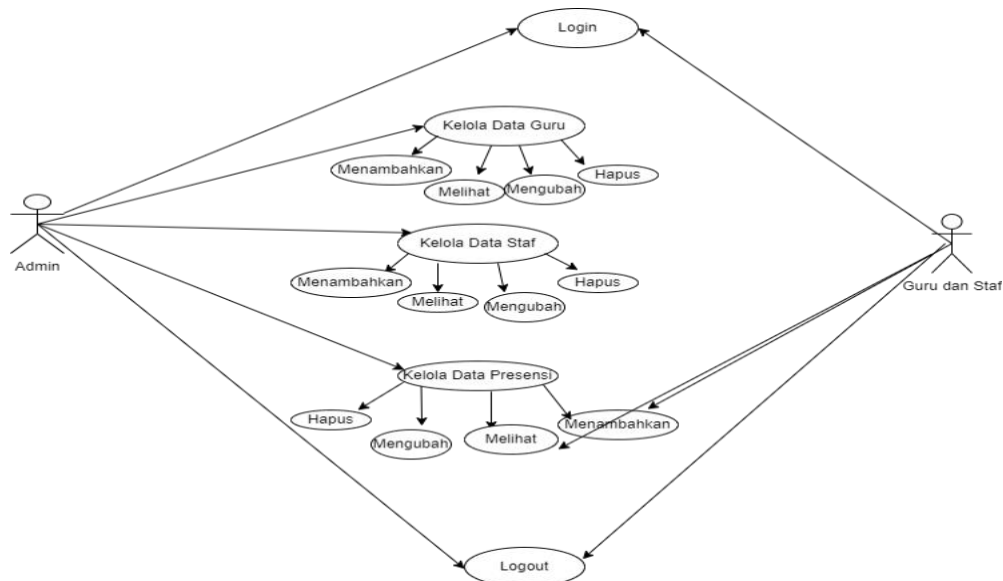 Login
Kelola Data Guru
Menambahkan
Melihat
Mengubah
Hapus
Admin
Kelola Data Staf
Menambahkan
Melihat
Mengubah
Hapus
Guru dan Staf
Kelola Data Presensi
Hapus
Mengubah
Melihat
Menambahkan
Logout